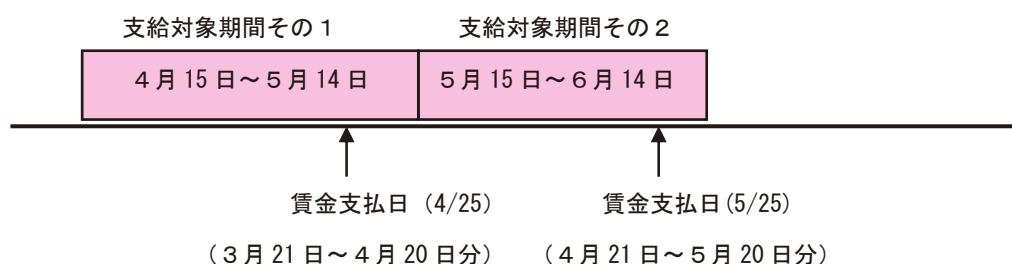 支給対象期間その1 支給対象期間その2
4月15日~5月14日 5月15日~6月14日
賃金支払日 (4/25) 賃金支払日(5/25)
(3月21日~4月20日分) (4月21日~5月20日分)